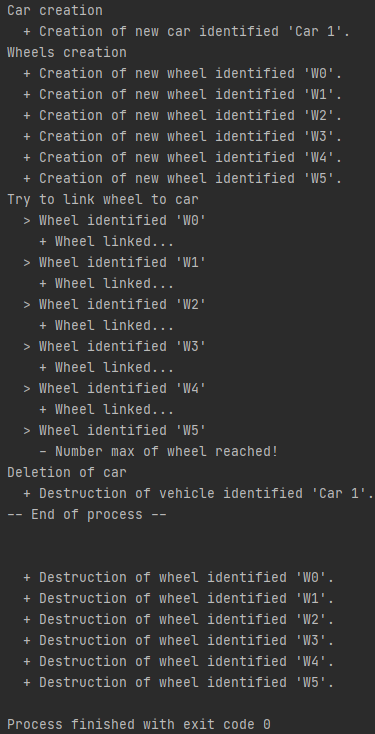 Car creation
  + Creation of new car identified 'Car 1'.
Wheels creation
  + Creation of new wheel identified 'W0'.
  + Creation of new wheel identified 'W1'.
  + Creation of new wheel identified 'W2'.
  + Creation of new wheel identified 'W3'.
  + Creation of new wheel identified 'W4'.
  + Creation of new wheel identified 'W5'.
Try to link wheel to car
  > Wheel identified 'W0'
    + Wheel linked...
  > Wheel identified 'W1'
    + Wheel linked...
  > Wheel identified 'W2'
    + Wheel linked...
  > Wheel identified 'W3'
    + Wheel linked...
  > Wheel identified 'W4'
    + Wheel linked...
  > Wheel identified 'W5'
    - Number max of wheel reached!
Deletion of car
  + Destruction of vehicle identified 'Car 1'.
-- End of process --
  + Destruction of wheel identified 'W0'.
  + Destruction of wheel identified 'W1'.
  + Destruction of wheel identified 'W2'.
  + Destruction of wheel identified 'W3'.
  + Destruction of wheel identified 'W4'.
  + Destruction of wheel identified 'W5'.
Process finished with exit code 0